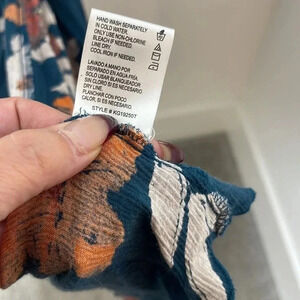 HAND WASH SEPARATELY
IN COLD WATER.
ONLY USE NON-CHLORINE
BLEACH IF NEEDED.
LINE DRY.
COOL IRON IF NEEDED.
LAVADO A MANO POR
SEPARADO EN AGUA FRÍA.
SOLO USAR BLANQUEADOR
SIN CLORO SI ES NECESARIO
DRY LINE.
PLANCHAR CON POCO
CALOR, SI ES NECESARIO
STYLE # KG192507